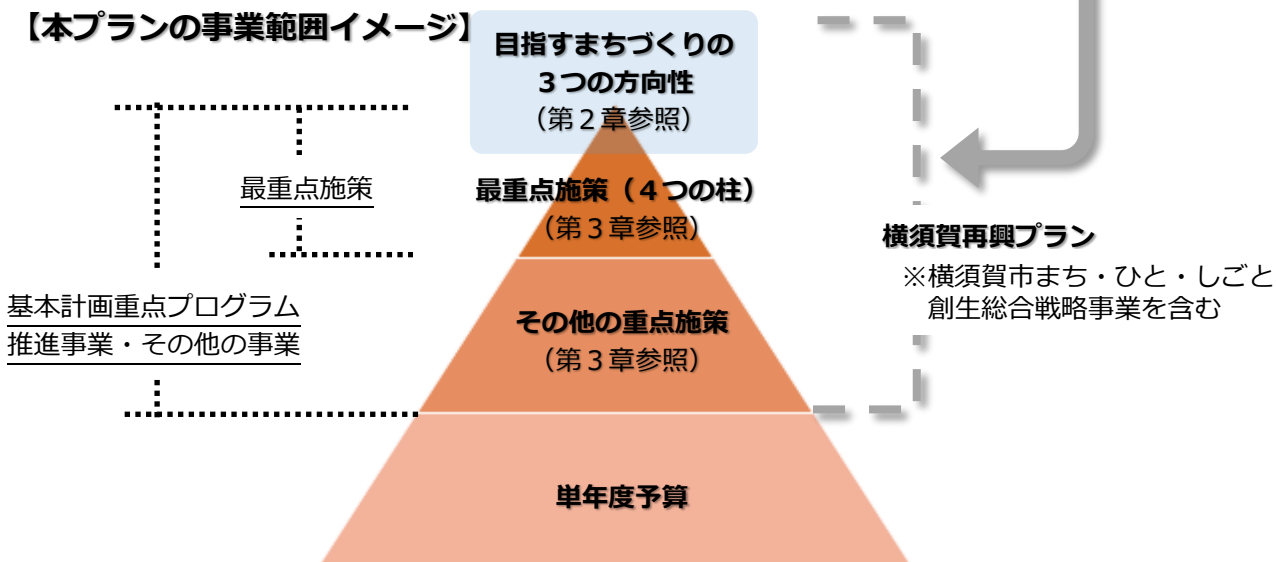 【本プランの事業範囲イメージ】
目指すまちづくりの
３つの方向性
（第２章参照）
最重点施策
最重点施策（４つの柱）
（第３章参照）
横須賀再興プラン
※横須賀市まち・ひと・しごと
創生総合戦略事業を含む
基本計画重点プログラム
推進事業・その他の事業
その他の重点施策
（第３章参照）
単年度予算